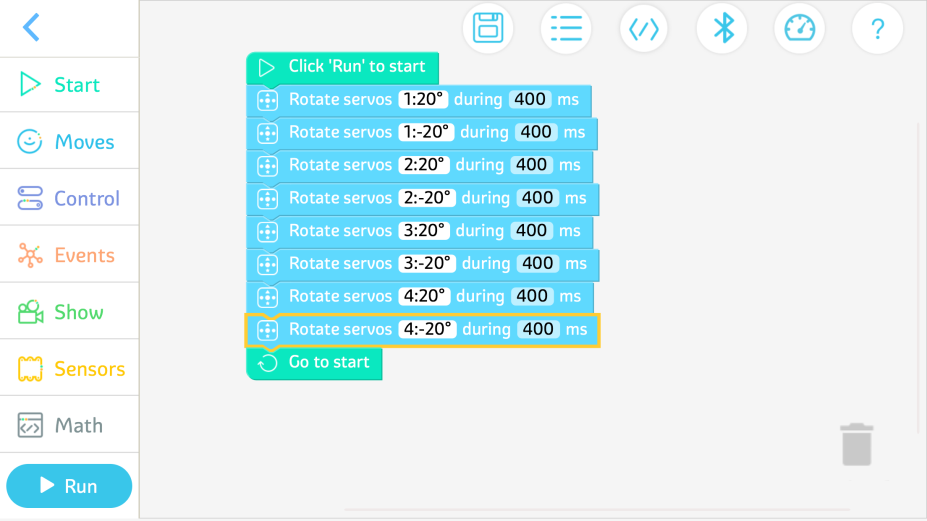 Click 'Run' to start
Start
Rotate servos 1:20° during 400 ms
Rotate servos 1:-20° during 400 ms
Moves
Rotate servos 2:20° during 400 ms
Control
Rotate servos 2:-20° during 400 ms
Rotate servos 3:20° during 400 ms
Events
Rotate servos 3:-20° during 400 ms
Rotate servos 4:20° during 400 ms
Show
Rotate servos 4:-20° during 400 ms
Go to start
Sensors
Math
Run
?